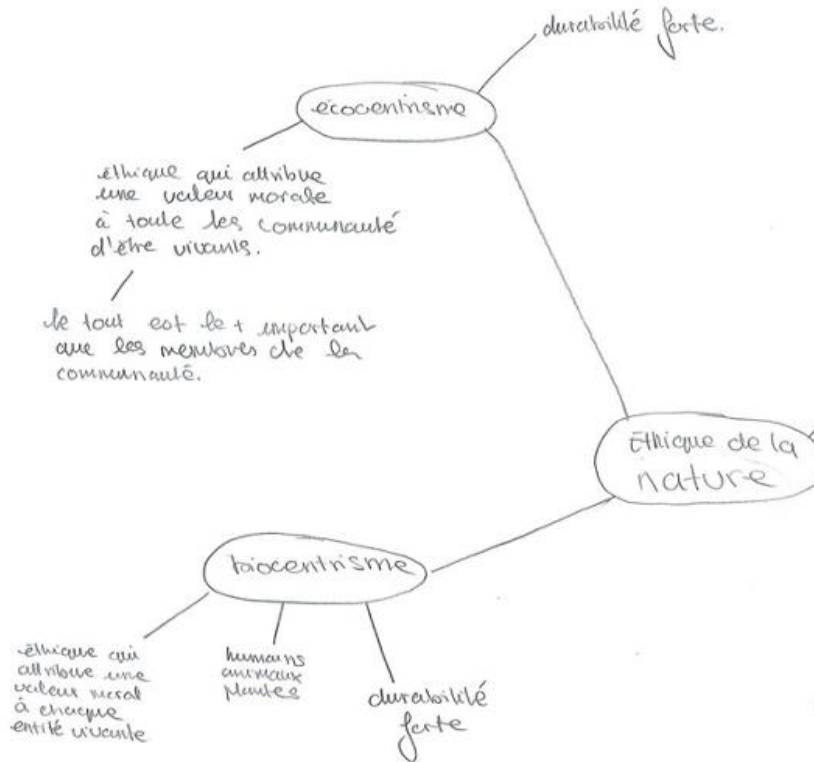 durabilité forte.
écocentrisme
éthique qui attribue
une valeur morale
à toute les communauté
d'être vivants.
le tout est le + important
que les membres de la
communauté.
Éthique de la
nature
biocentrisme
éthique qui
attribue une
valeur moral
à chaque
entité vivante
humains
animaux
plantes
durabilité
forte